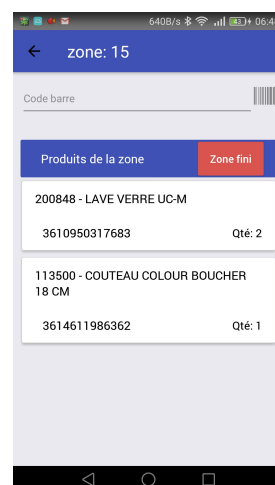 640B/s 43 06:4
zone: 15
Code barre
Produits de la zone Zone fini
200848 - LAVE VERRE UC-M
3610950317683 Qté: 2
113500 - COUTEAU COLOUR BOUCHER
18 CM
3614611986362 Qté: 1